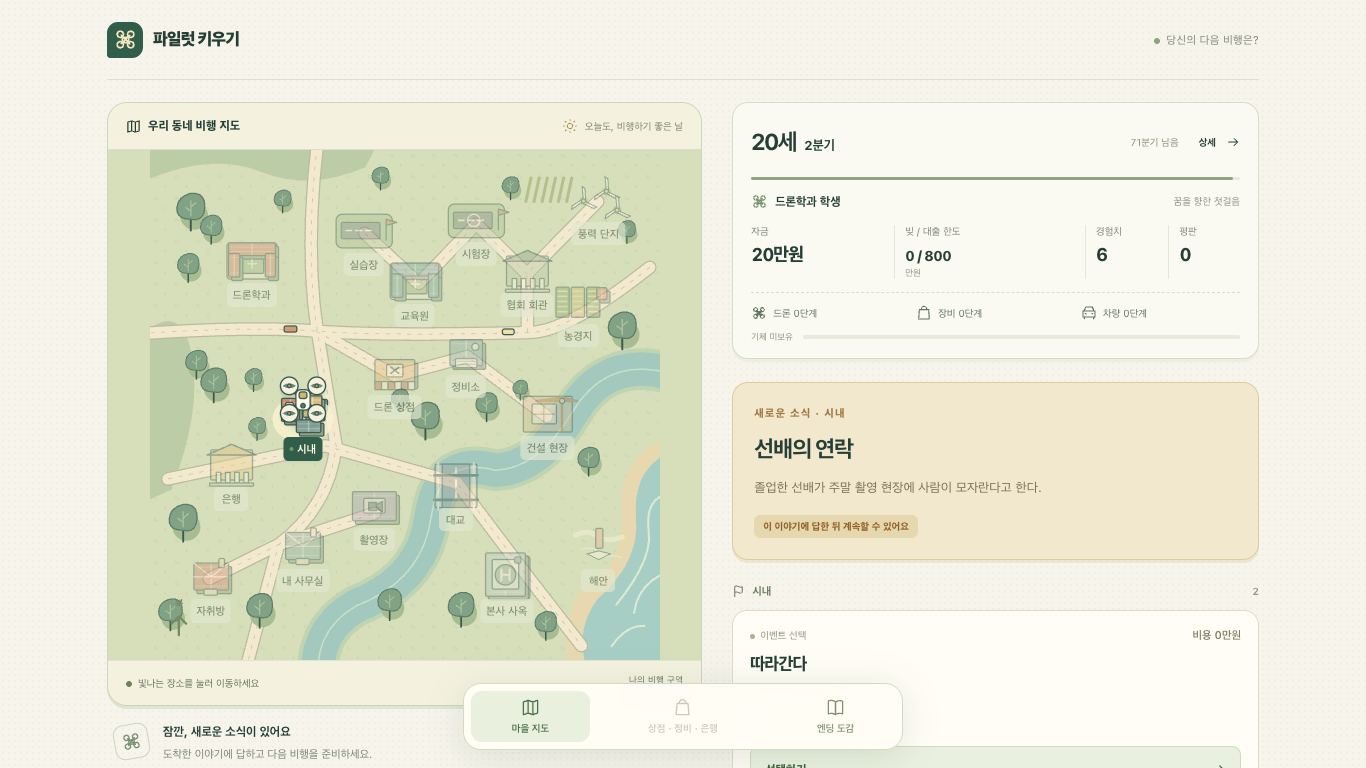 파일럿 키우기
당신의 다음 비행은?
우리 동네 비행 지도
오늘도, 비행하기 좋은 날
풍력 단지
시험장
실습장
드론학과
협회 회관
교육원
농경지
정비소
드론 상점
건설 현장
시내
은행
대교
촬영장
내 사무실
해안
자취방
본사 사옥
빛나는 장소를 눌러 이동하세요
나의 비행 구역
잠깐, 새로운 소식이 있어요
도착한 이야기에 답하고 다음 비행을 준비하세요.
20세 2분기
71분기 남음 상세
드론학과 학생
꿈을 향한 첫걸음
자금 빚 / 대출 한도 경험치 평판
20만원 0 / 800 6 0
만원
드론 0단계 장비 0단계 차량 0단계
기체 미보유
새로운 소식 · 시내
선배의 연락
졸업한 선배가 주말 촬영 현장에 사람이 모자란다고 한다.
이 이야기에 답한 뒤 계속할 수 있어요
시내 2
이벤트 선택 비용 0만원
따라간다
마을 지도 상점 · 정비 · 은행 엔딩 도감